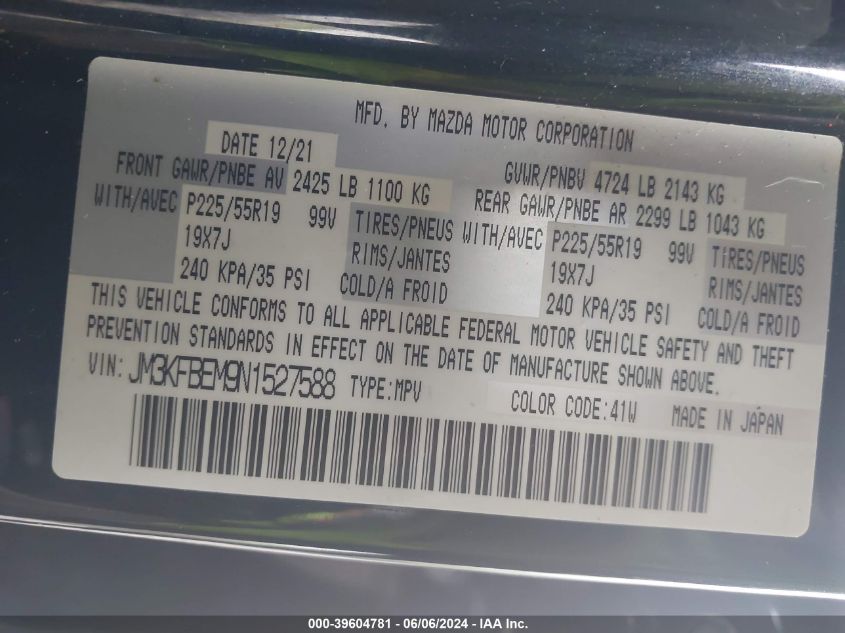 MFD. BY MAZDA MOTOR CORPORATION
DATE 12/21
GVWR/PNBV 4724 LB 2143 KG
FRONT GAWR/PNBE AV 2425 LB 1100 KG
REAR GAWR/PNBE AR 2299 LB 1043 KG
WITH/AVEC P225/55R19 99V TIRES/PNEUS
19X7J RIMS/JANTES
240 KPA/35 PSI COLD/A FROID
WITH/AVEC P225/55R19 99V TIRES/PNEUS
19X7J RIMS/JANTES
240 KPA/35 PSI COLD/A FROID
THIS VEHICLE CONFORMS TO ALL APPLICABLE FEDERAL MOTOR VEHICLE SAFETY AND THEFT
PREVENTION STANDARDS IN EFFECT ON THE DATE OF MANUFACTURE SHOWN ABOVE.
VIN: JM3KFBEM9N1527588 TYPE:MPV COLOR CODE:41W MADE IN JAPAN
000-39604781 - 06/06/2024 - IAA Inc.